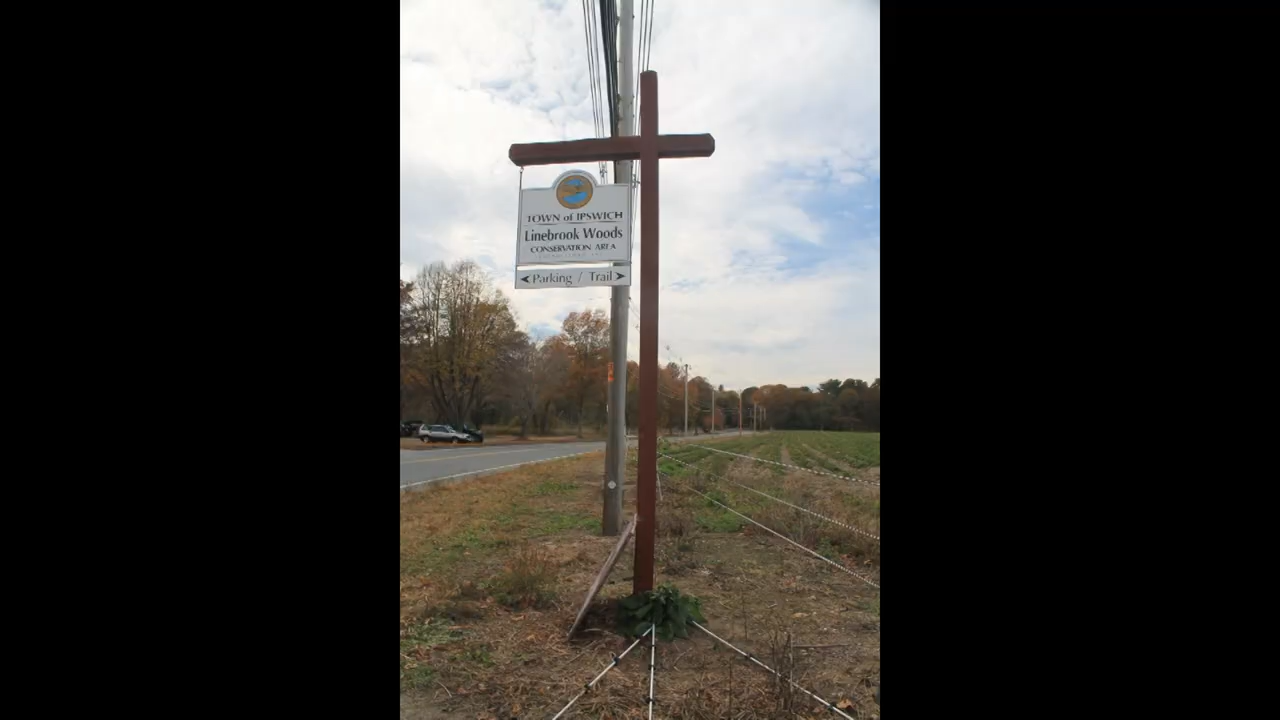 TOWN of IPSWICH
Linebrook Woods
CONSERVATION AREA
Parking / Trail